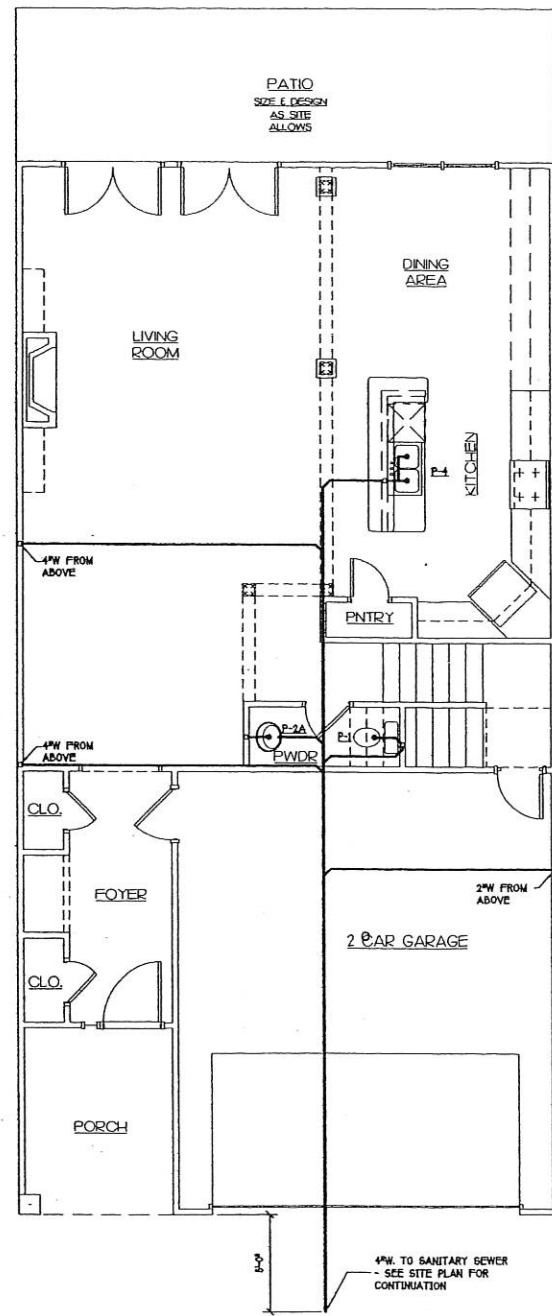 PATIO
SIZE & DESIGN
AS SITE
ALLOWS
DINING
AREA
LIVING
ROOM
KITCHEN
P-4
4"W FROM
ABOVE
PNTRY
P-2A
P-1
PWDR
4"W FROM
ABOVE
CLO.
FOYER
2"W FROM
ABOVE
2 CAR GARAGE
CLO.
PORCH
4"W. TO SANITARY SEWER
- SEE SITE PLAN FOR
CONTINUATION